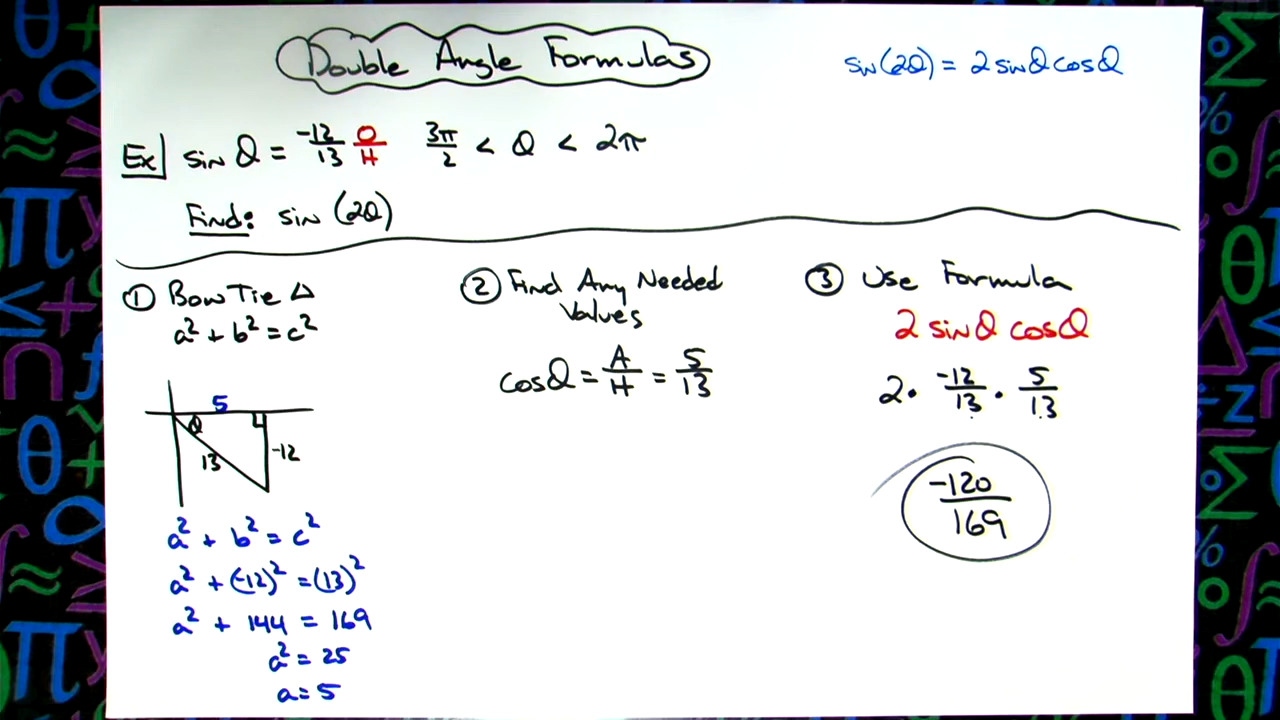 Double Angle Formulas
sin(2θ) = 2 sinθ cosθ
Ex sin θ = -12/13 O/H 3π/2 < θ < 2π
Find: sin (2θ)
① Bow Tie Δ
a² + b² = c²
5
θ
13
-12
a² + b² = c²
a² + (-12)² = (13)²
a² + 144 = 169
a² = 25
a = 5
② Find Any Needed
Values
cosθ = A/H = 5/13
③ Use Formula
2 sinθ cosθ
2 · -12/13 · 5/13
-120/169